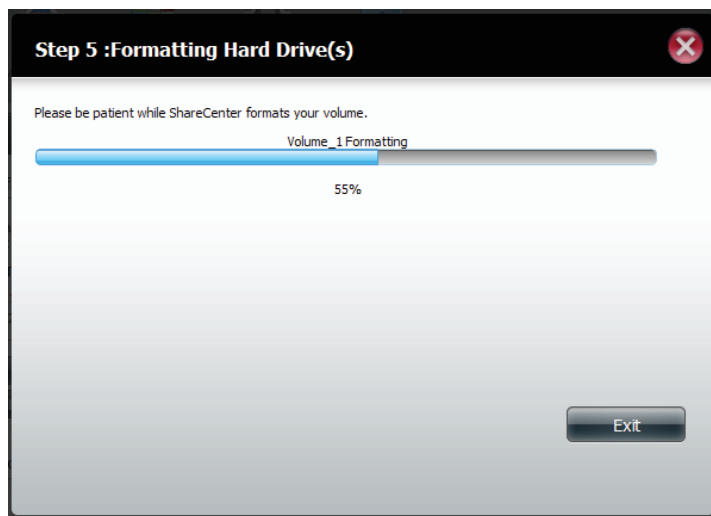 Step 5 :Formatting Hard Drive(s)
Please be patient while ShareCenter formats your volume.
Volume_1 Formatting
55%
Exit